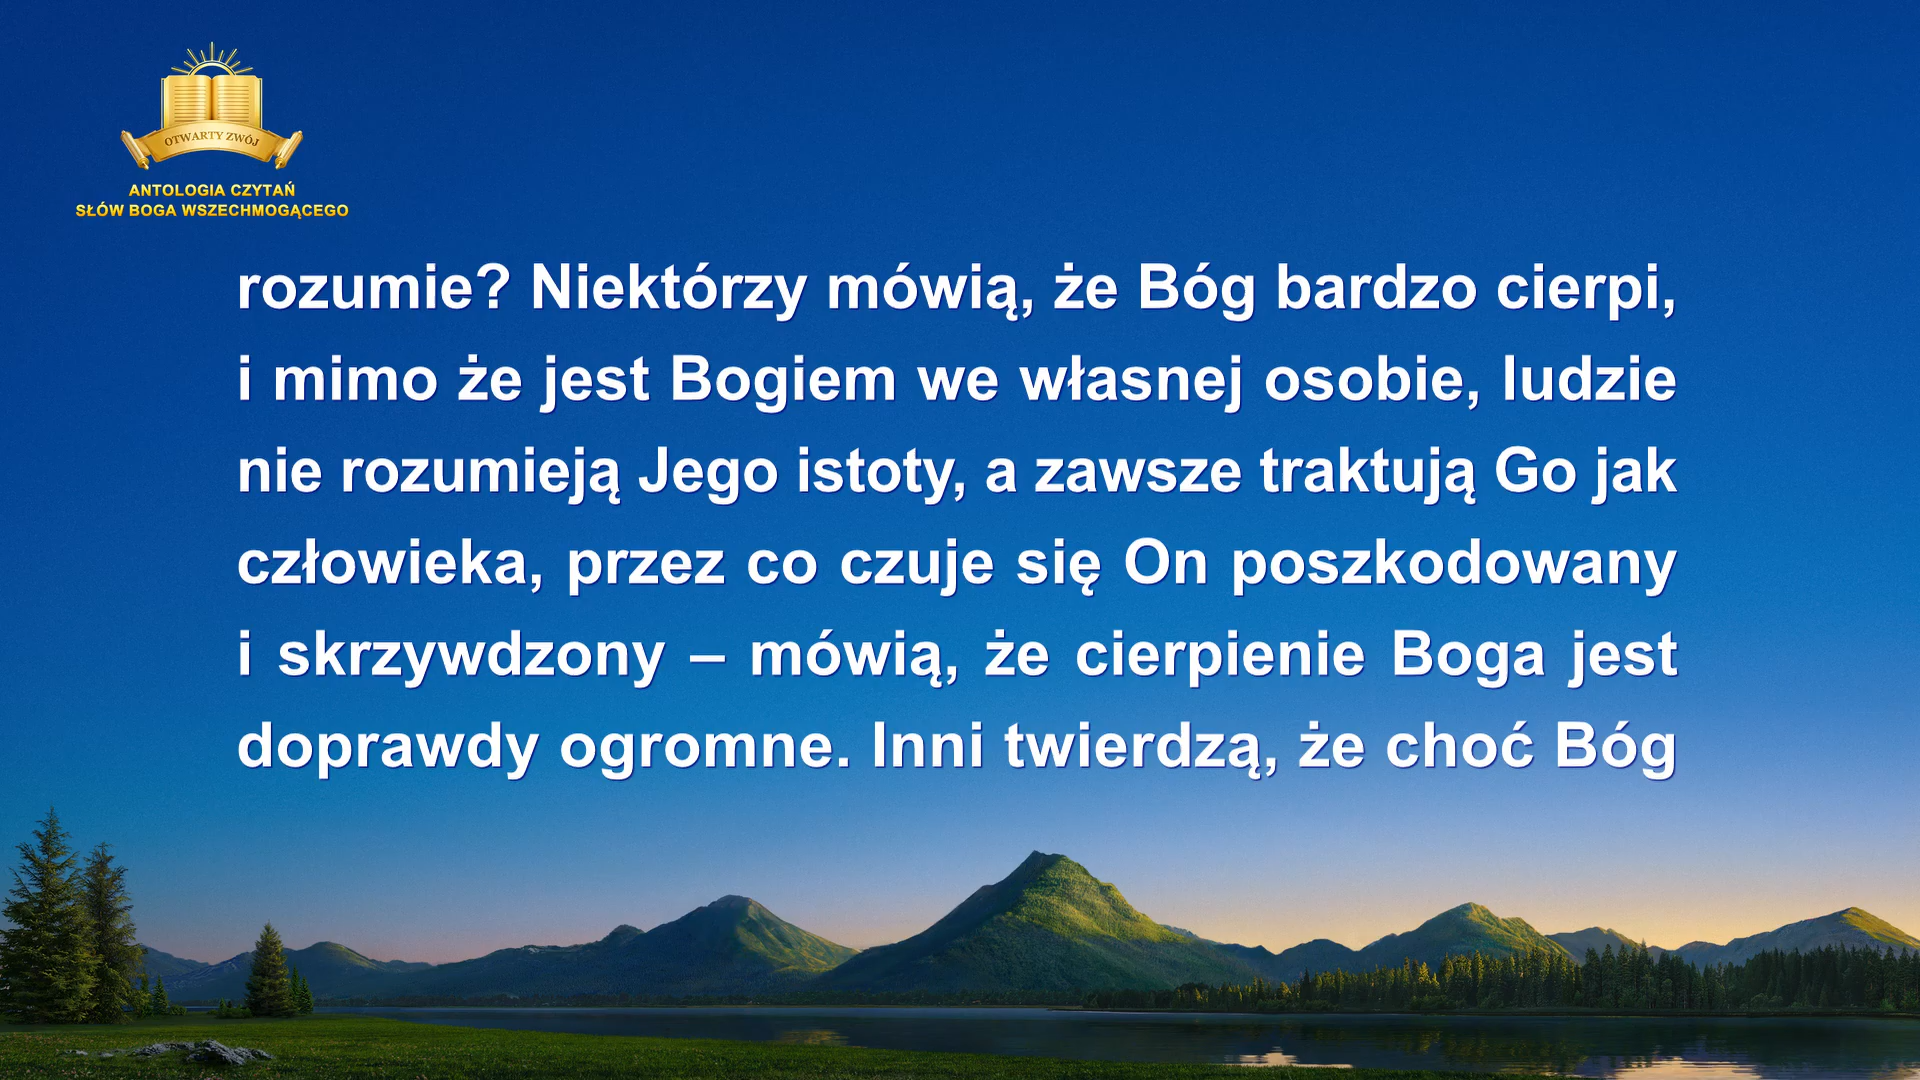 OTWARTY ZWÓJ
ANTOLOGIA CZYTAŃ
SŁÓW BOGA WSZECHMOGĄCEGO
rozumie? Niektórzy mówią, że Bóg bardzo cierpi,
i mimo że jest Bogiem we własnej osobie, ludzie
nie rozumieją Jego istoty, a zawsze traktują Go jak
człowieka, przez co czuje się On poszkodowany
i skrzywdzony – mówią, że cierpienie Boga jest
doprawdy ogromne. Inni twierdzą, że choć Bóg